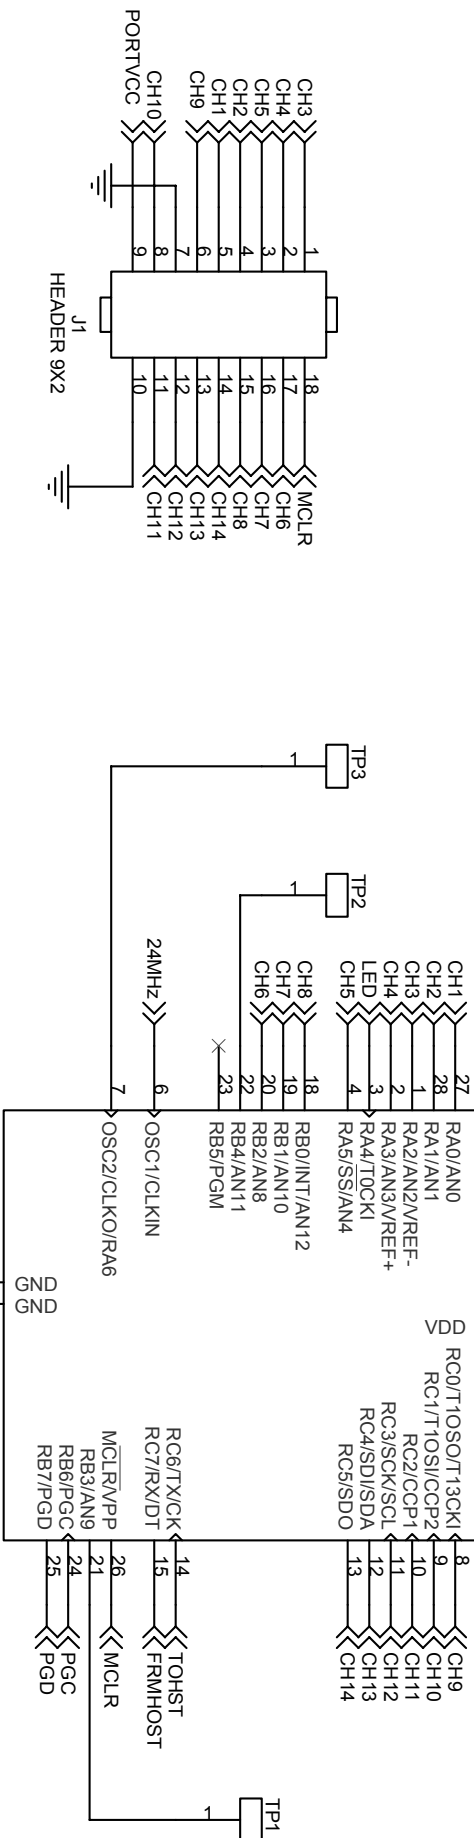 CH3
CH4
CH5
CH2
CH1
CH9
CH10
PORTVCC
1
2
3
4
5
6
7
8
9
J1
HEADER 9X2
18
17
16
15
14
13
12
11
10
MCLR
CH6
CH7
CH8
CH14
CH13
CH12
CH11
TP3
1
TP2
1
CH1
CH2
CH3
CH4
LED
CH5
CH8
CH7
CH6
24MHz
27
28
1
2
3
4
18
19
20
22
23
6
7
RA0/AN0
RA1/AN1
RA2/AN2/VREF-
RA3/AN3/VREF+
RA4/T0CKI
RA5/SS/AN4
RB0/INT/AN12
RB1/AN10
RB2/AN8
RB4/AN11
RB5/PGM
OSC1/CLKIN
OSC2/CLKO/RA6
GND
GND
VDD
RC0/T1OSO/T13CKI
RC1/T1OSI/CCP2
RC2/CCP1
RC3/SCK/SCL
RC4/SDI/SDA
RC5/SDO
RC6/TX/CK
RC7/RX/DT
MCLR/VPP
RB3/AN9
RB6/PGC
RB7/PGD
8
9
10
11
12
13
14
15
26
21
24
25
CH9
CH10
CH11
CH12
CH13
CH14
TOHST
FRMHOST
MCLR
PGC
PGD
TP1
1